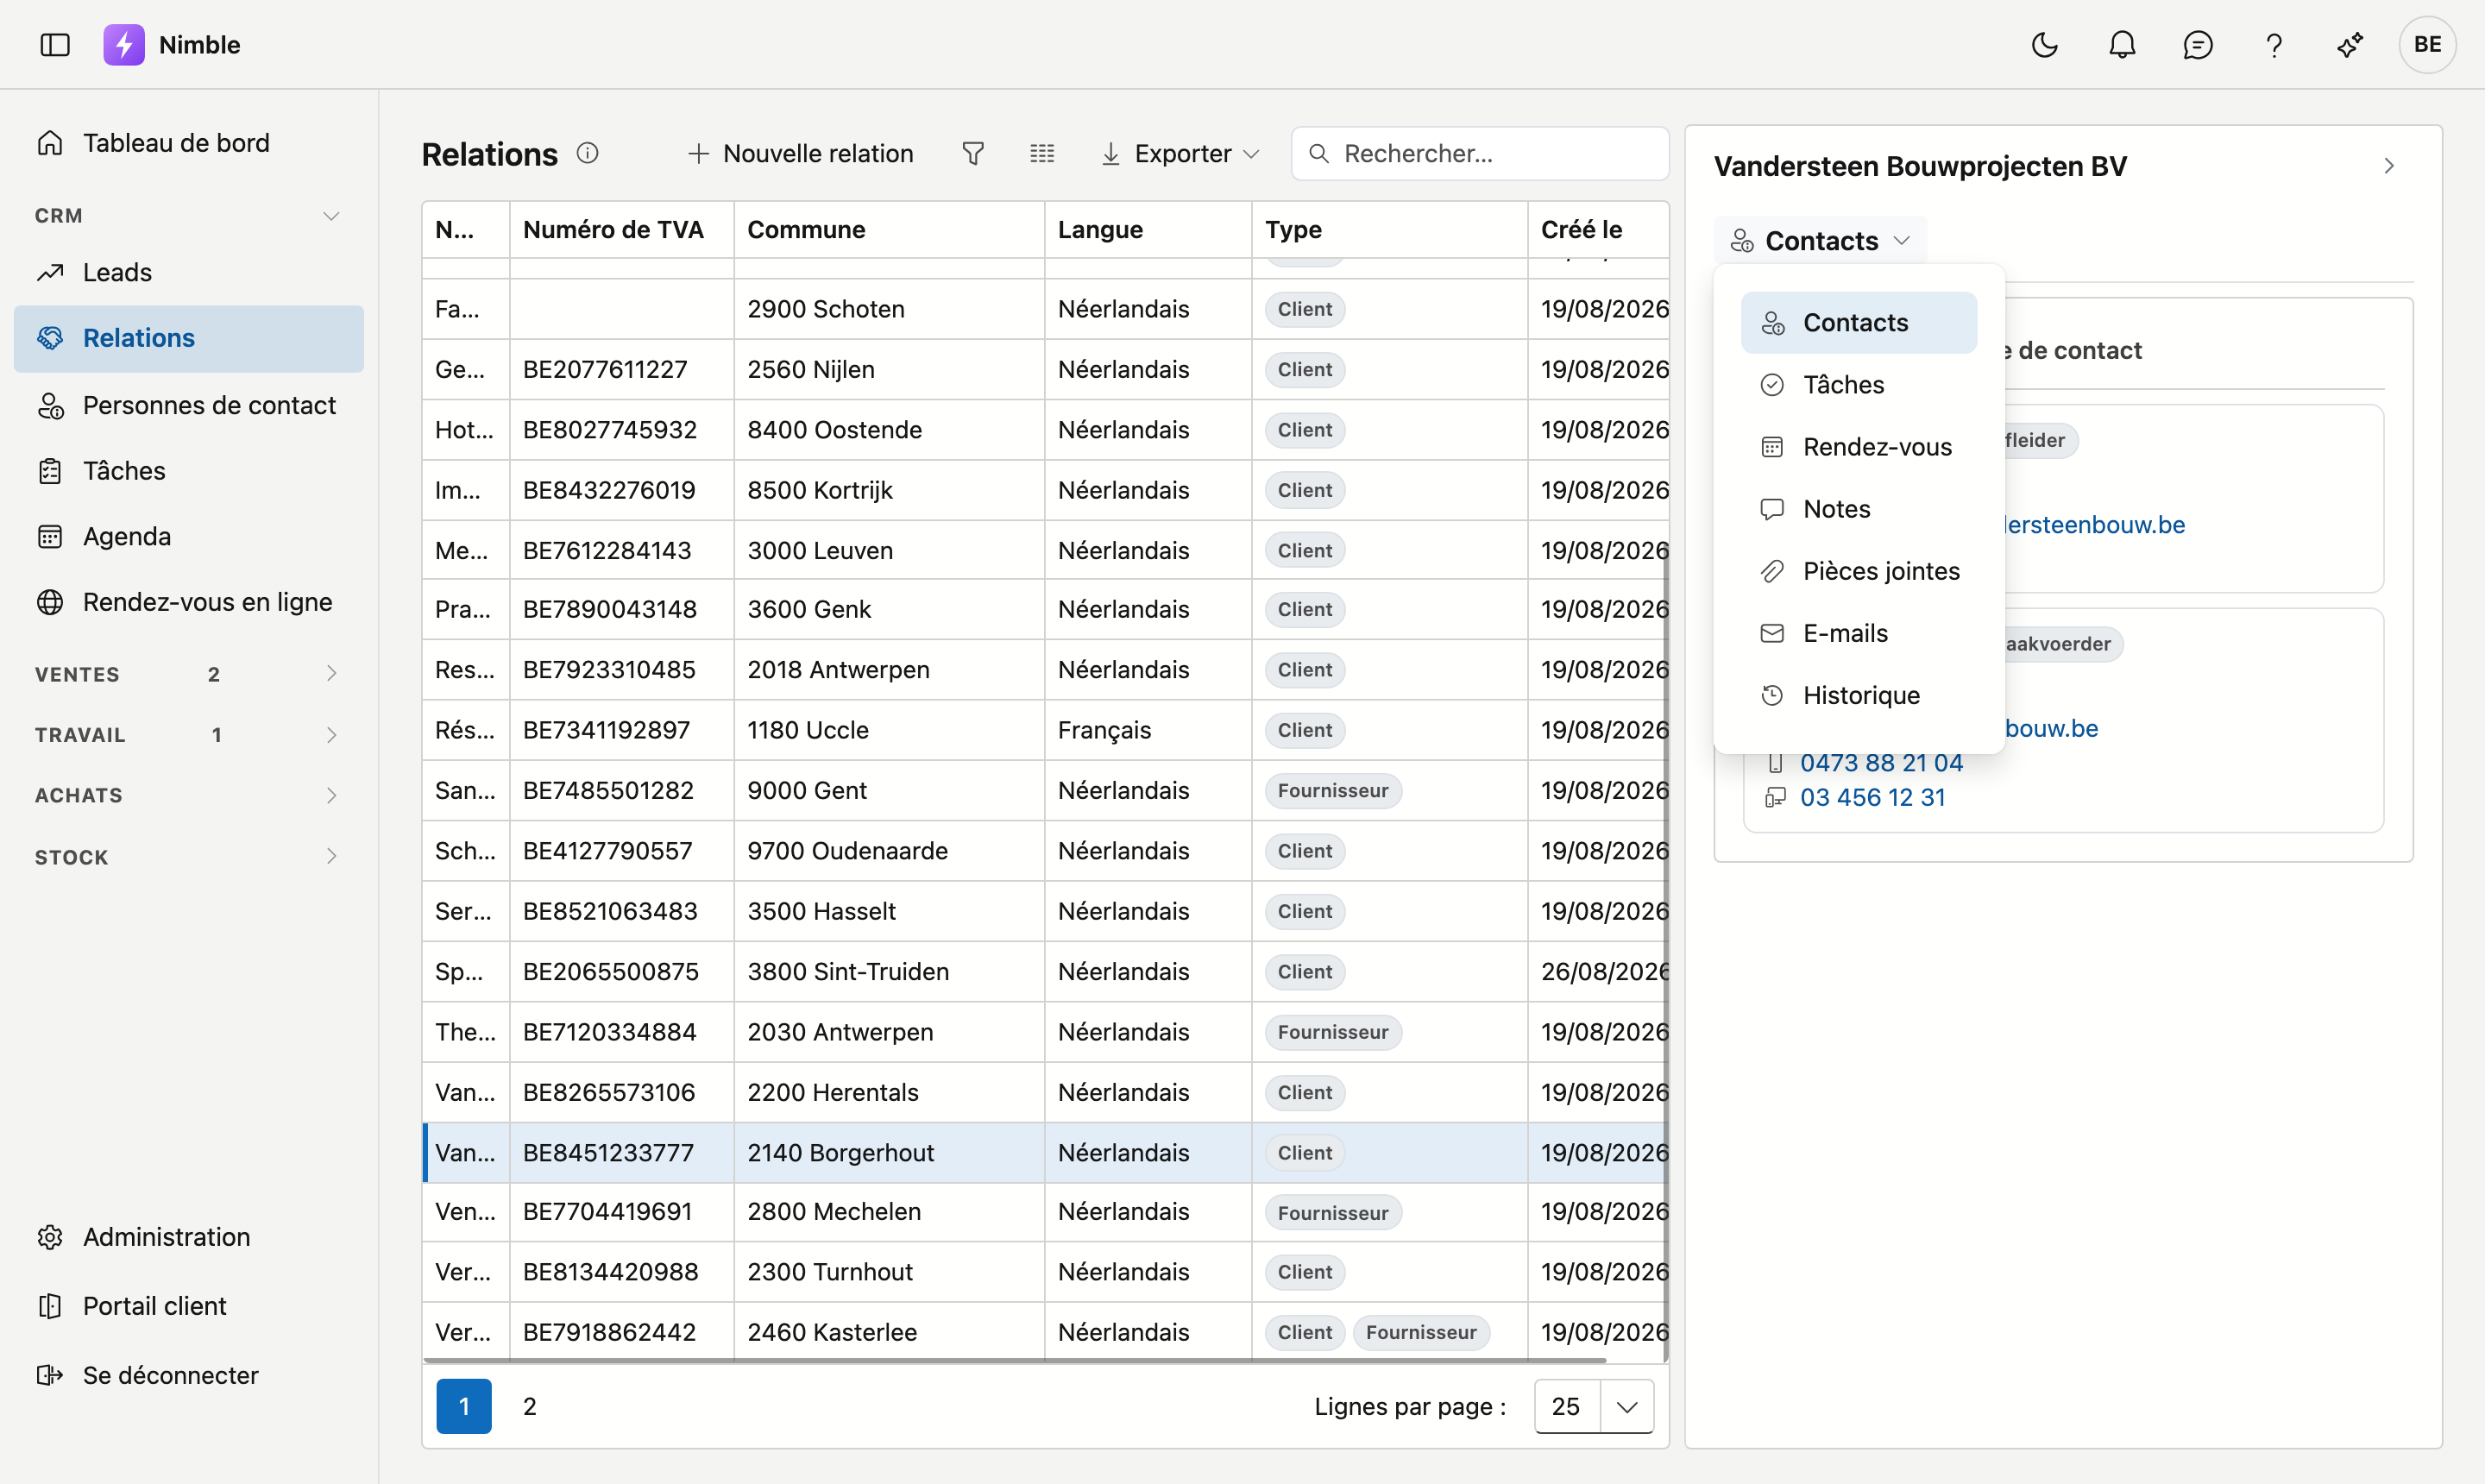 Nimble
BE
Tableau de bord
CRM
Leads
Relations
Personnes de contact
Tâches
Agenda
Rendez-vous en ligne
VENTES 2
TRAVAIL 1
ACHATS
STOCK
Administration
Portail client
Se déconnecter
Relations
Nouvelle relation
Exporter
Rechercher...
N... Numéro de TVA Commune Langue Type Créé le
Fa... 2900 Schoten Néerlandais Client 19/08/2026
Ge... BE2077611227 2560 Nijlen Néerlandais Client 19/08/2026
Hot... BE8027745932 8400 Oostende Néerlandais Client 19/08/2026
Im... BE8432276019 8500 Kortrijk Néerlandais Client 19/08/2026
Me... BE7612284143 3000 Leuven Néerlandais Client 19/08/2026
Pra... BE7890043148 3600 Genk Néerlandais Client 19/08/2026
Res... BE7923310485 2018 Antwerpen Néerlandais Client 19/08/2026
Rés... BE7341192897 1180 Uccle Français Client 19/08/2026
San... BE7485501282 9000 Gent Néerlandais Fournisseur 19/08/2026
Sch... BE4127790557 9700 Oudenaarde Néerlandais Client 19/08/2026
Ser... BE8521063483 3500 Hasselt Néerlandais Client 19/08/2026
Sp... BE2065500875 3800 Sint-Truiden Néerlandais Client 26/08/2026
The... BE7120334884 2030 Antwerpen Néerlandais Fournisseur 19/08/2026
Van... BE8265573106 2200 Herentals Néerlandais Client 19/08/2026
Van... BE8451233777 2140 Borgerhout Néerlandais Client 19/08/2026
Ven... BE7704419691 2800 Mechelen Néerlandais Fournisseur 19/08/2026
Ver... BE8134420988 2300 Turnhout Néerlandais Client 19/08/2026
Ver... BE7918862442 2460 Kasterlee Néerlandais Client Fournisseur 19/08/2026
1 2 Lignes par page : 25
Vandersteen Bouwprojecten BV
Contacts
Contacts
Tâches
Rendez-vous
Notes
Pièces jointes
E-mails
Historique
de contact
fleider
dersteenbouw.be
aakvoerder
bouw.be
0473 88 21 04
03 456 12 31